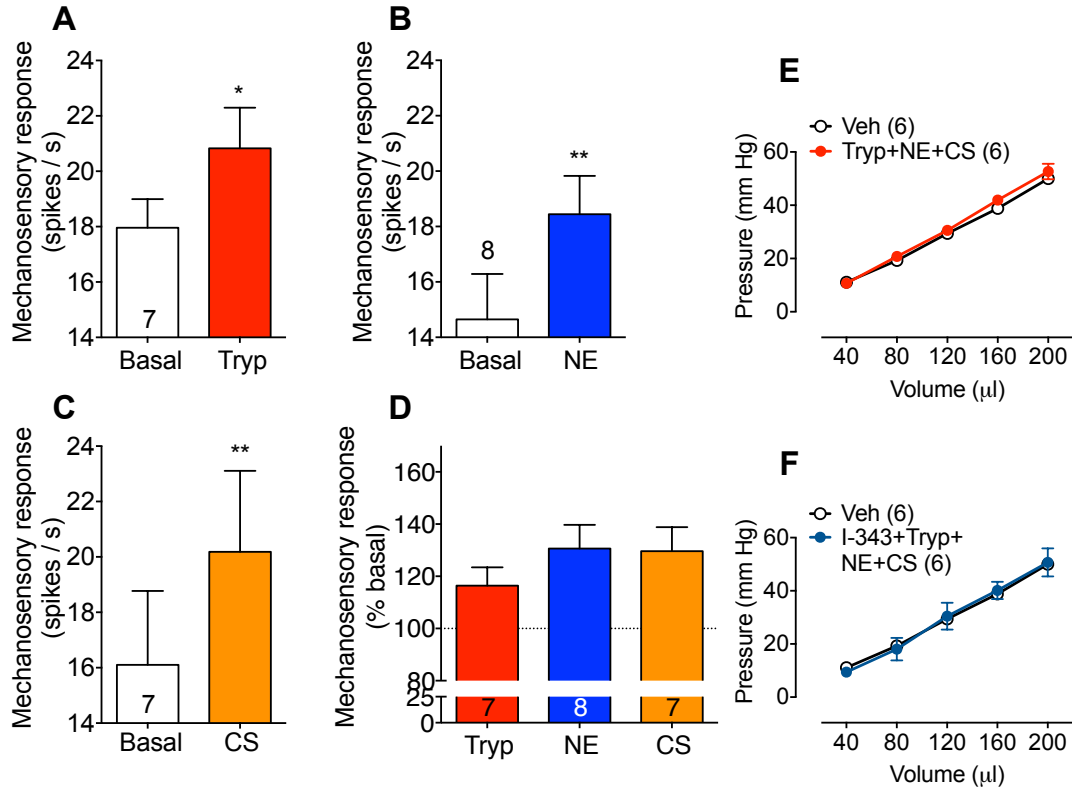 A
Mechanosensory response
(spikes / s)
24
22
20
18
16
14
*
7
Basal
Tryp
B
Mechanosensory response
(spikes / s)
24
22
20
18
16
14
8
**
Basal
NE
C
Mechanosensory response
(spikes / s)
24
22
20
18
16
14
**
7
Basal
CS
D
Mechanosensory response
(% basal)
160
140
120
100
80
25
0
7
8
7
Tryp
NE
CS
E
Veh (6)
Tryp+NE+CS (6)
Pressure (mm Hg)
60
40
20
0
40 80 120 160 200
Volume (μl)
F
Veh (6)
I-343+Tryp+
NE+CS (6)
Pressure (mm Hg)
60
40
20
0
40 80 120 160 200
Volume (μl)